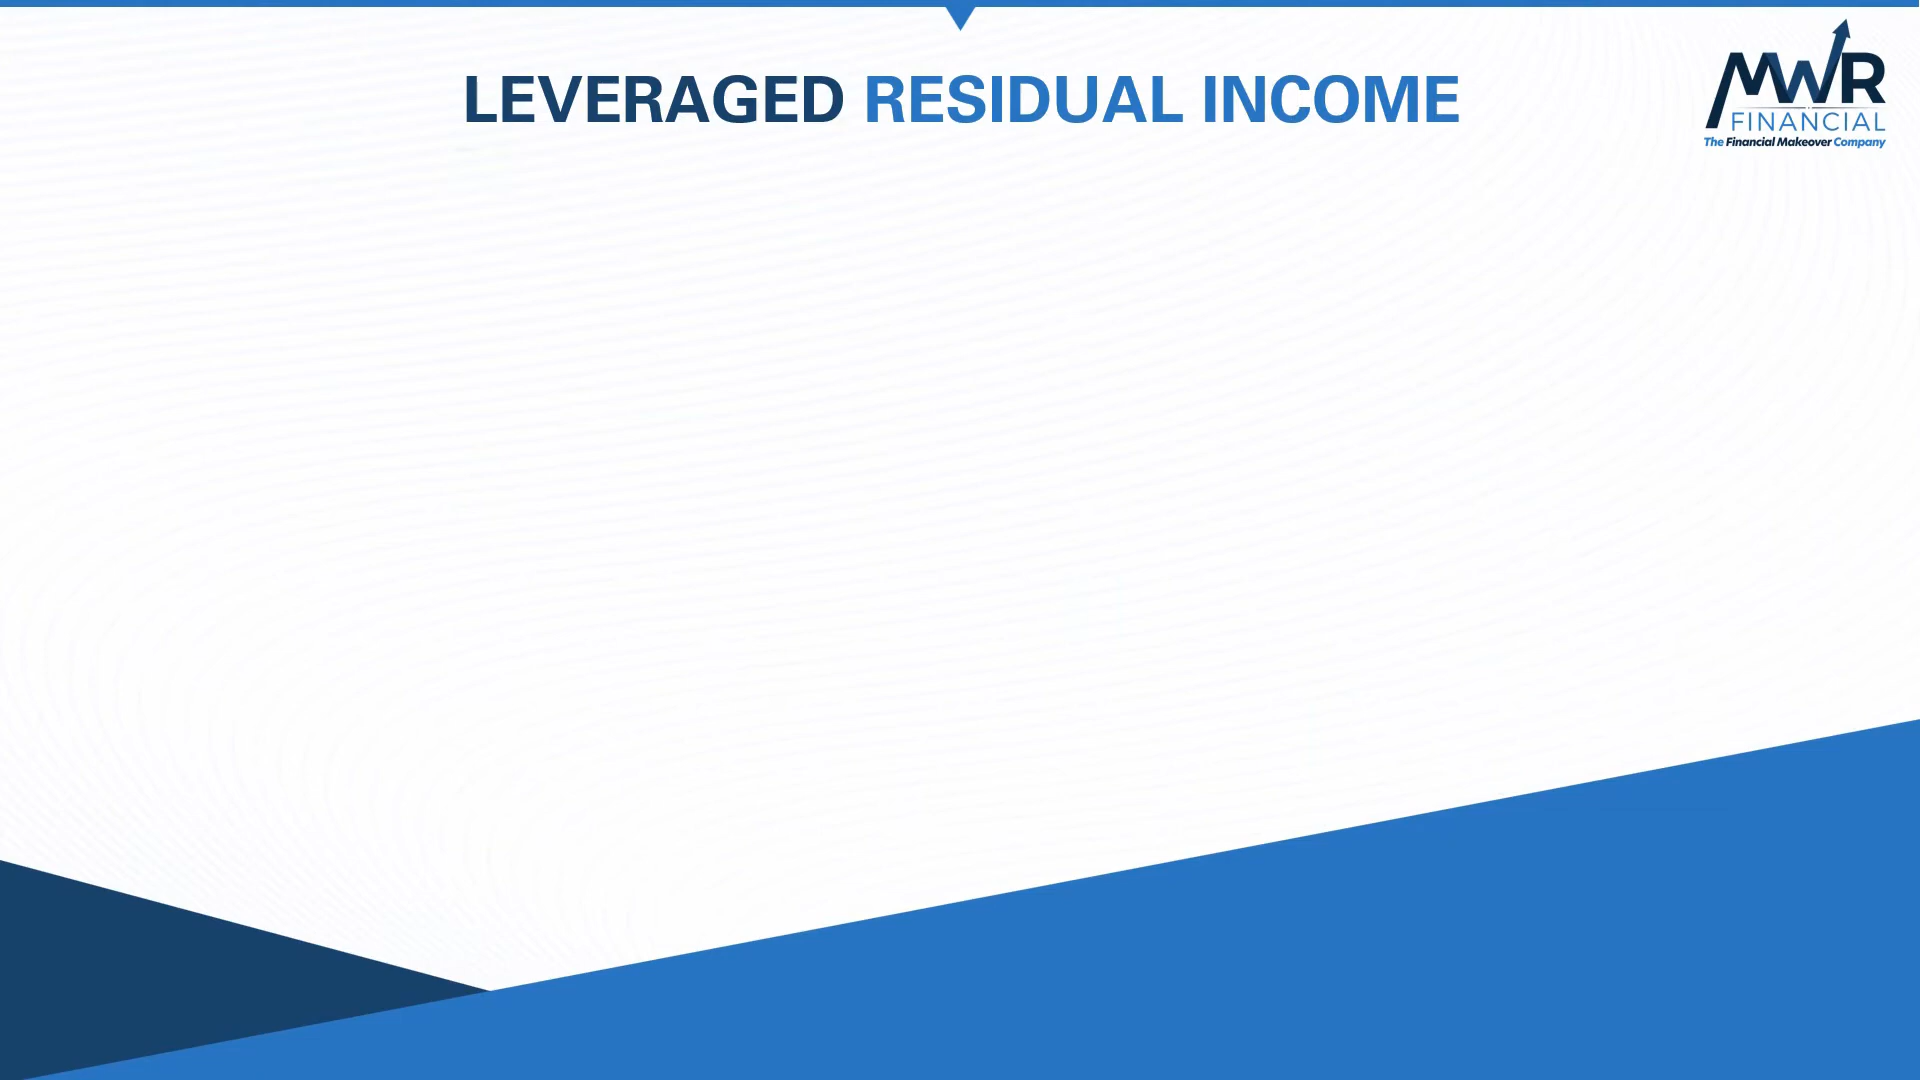 LEVERAGED RESIDUAL INCOME
MWR
FINANCIAL
The Financial Makeover Company